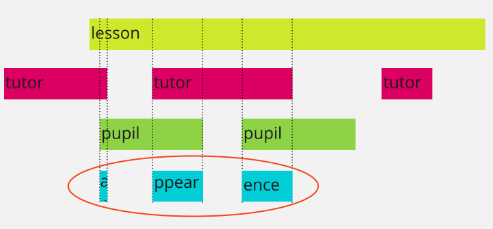 lesson
tutor tutor tutor
pupil pupil
a ppear ence